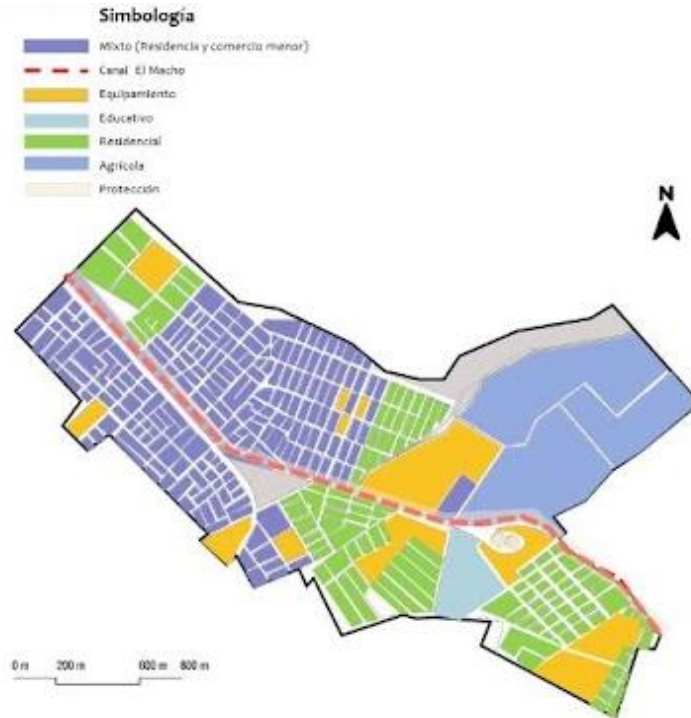 Simbología
Mixto (Residencia y comercio menor)
Canal El Macho
Equipamiento
Educativo
Residencial
Agrícola
Protección
N
0 m 200 m 600 m 800 m